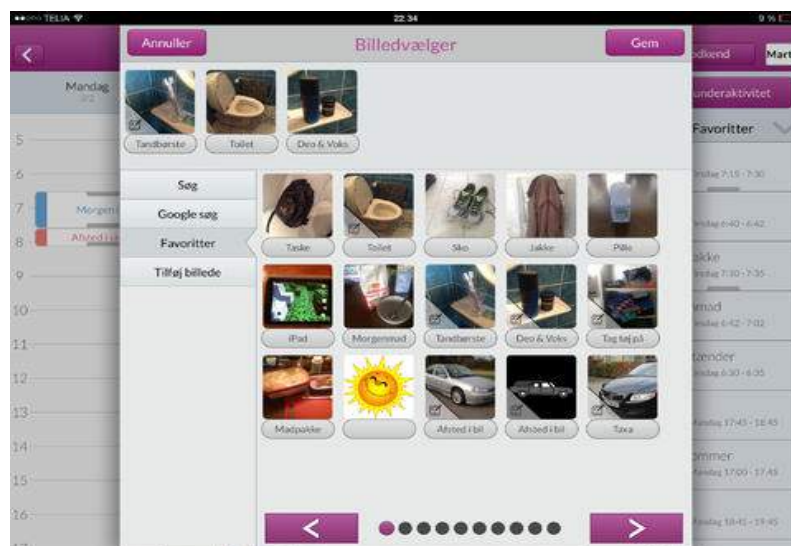 TELIA 22.34 9 %
Annuller Billedvælger Gem
Mandag
Tandbørste Toilet Deo & Voks
underaktivitet
Favoritter
Søg
Google søg
Favoritter
Tilføj billede
Taske Toilet Sko Jakke Pille
iPad Morgenmad Tandbørste Deo & Voks Tag tøj på
Madpakke Afsted i bil Afsted i bil Taxa
5
6
7
8
9
10
11
12
13
14
15
16